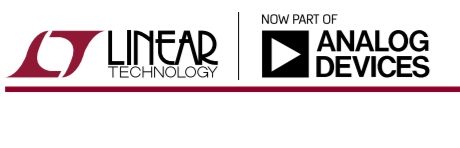 LINEAR
TECHNOLOGY
NOW PART OF
ANALOG
DEVICES